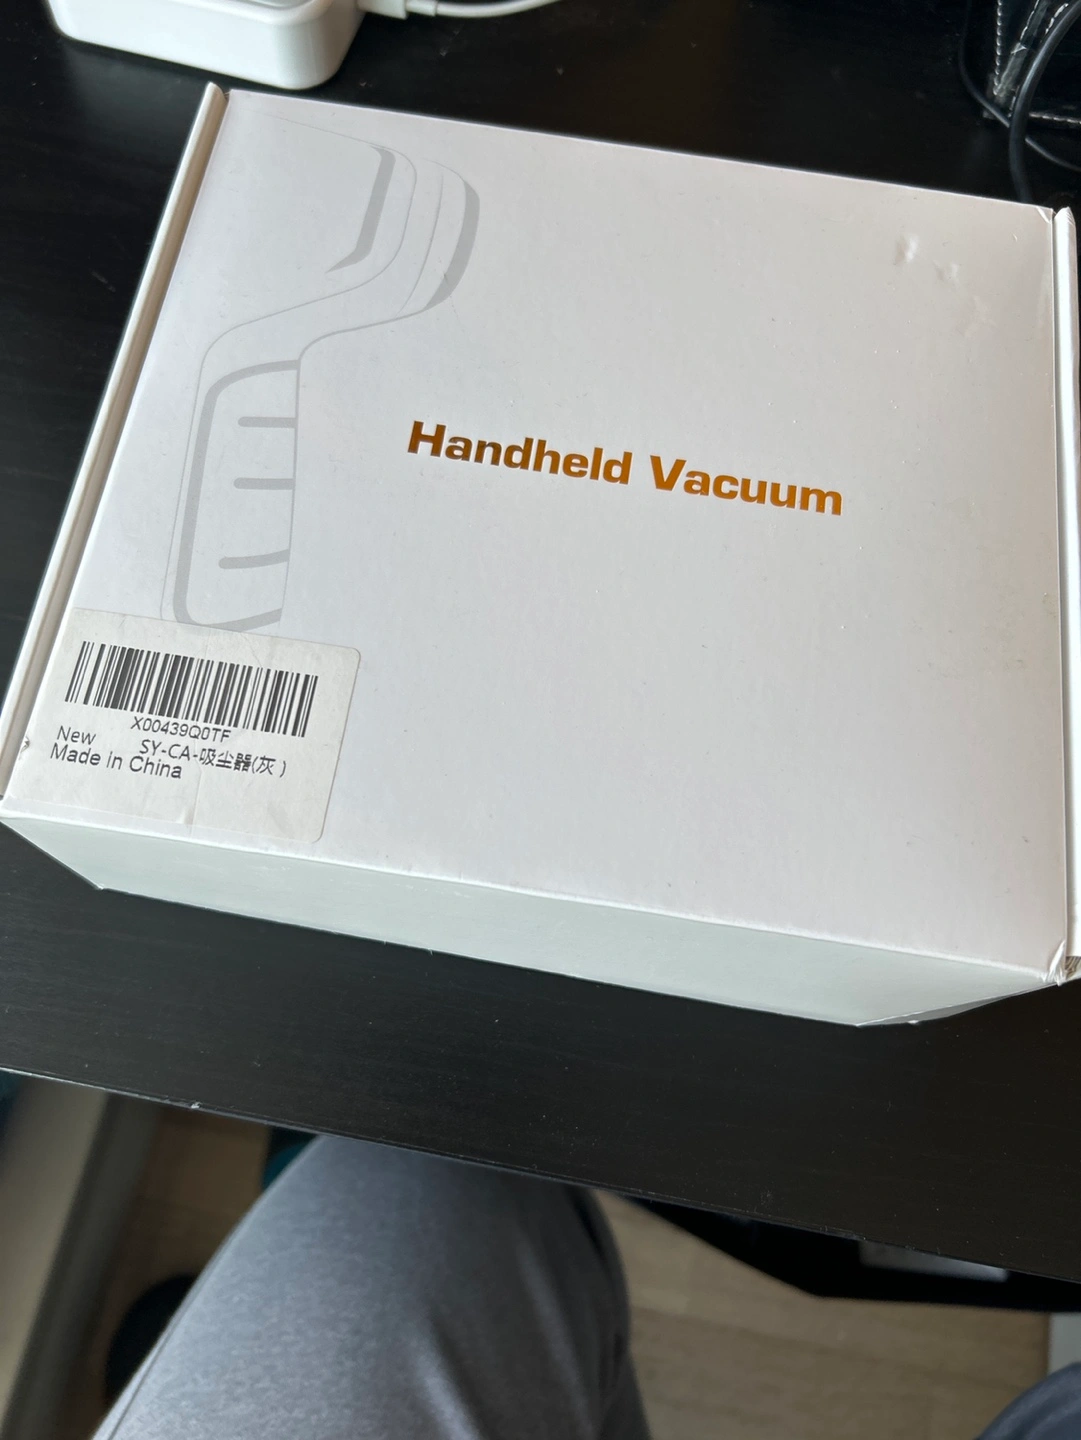 Handheld Vacuum
X00439Q0TF
New SY-CA-吸尘器(灰)
Made In China